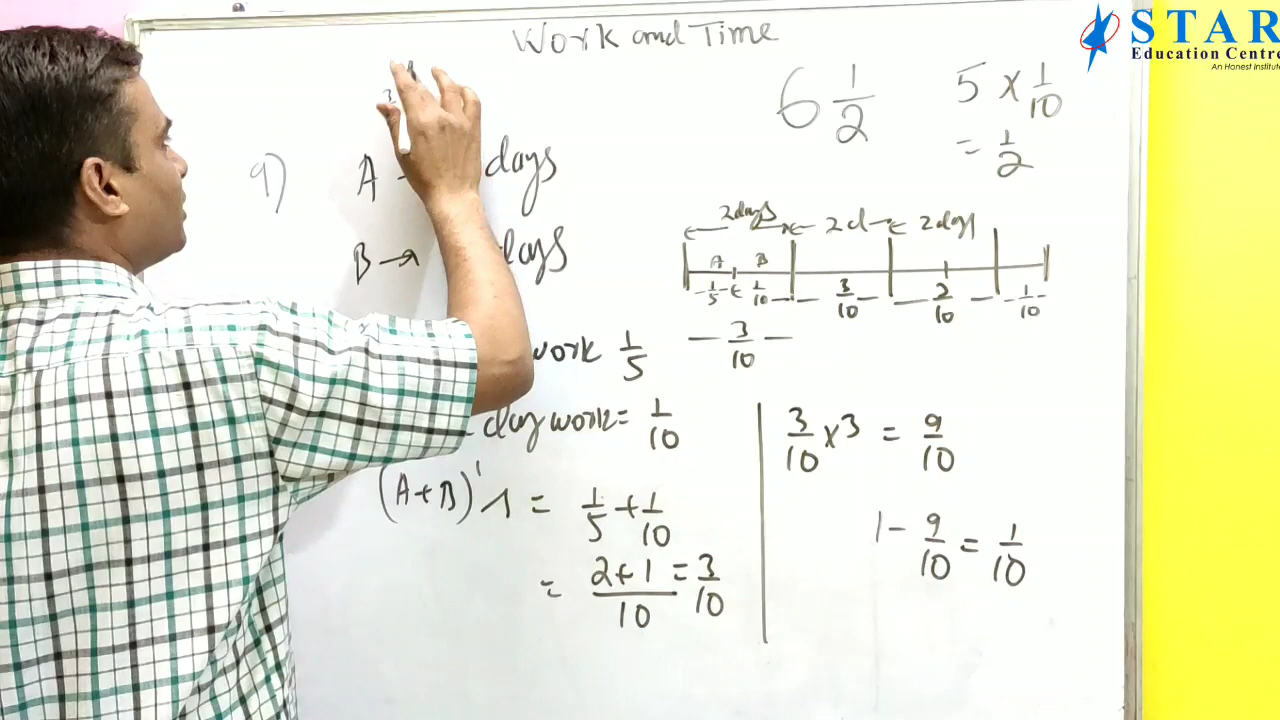 Work and Time
STAR
Education Centre
An Honest Institute
6 1/2
5 × 1/10
= 1/2
9)
A → days
B → days
2days 2d 2days
A B
1/5 1/10 3/10 2/10 1/10
3/10
work 1/5
day work = 1/10
(A+B)'s = 1/5 + 1/10
= 2+1/10 = 3/10
3/10 x 3 = 9/10
1 - 9/10 = 1/10